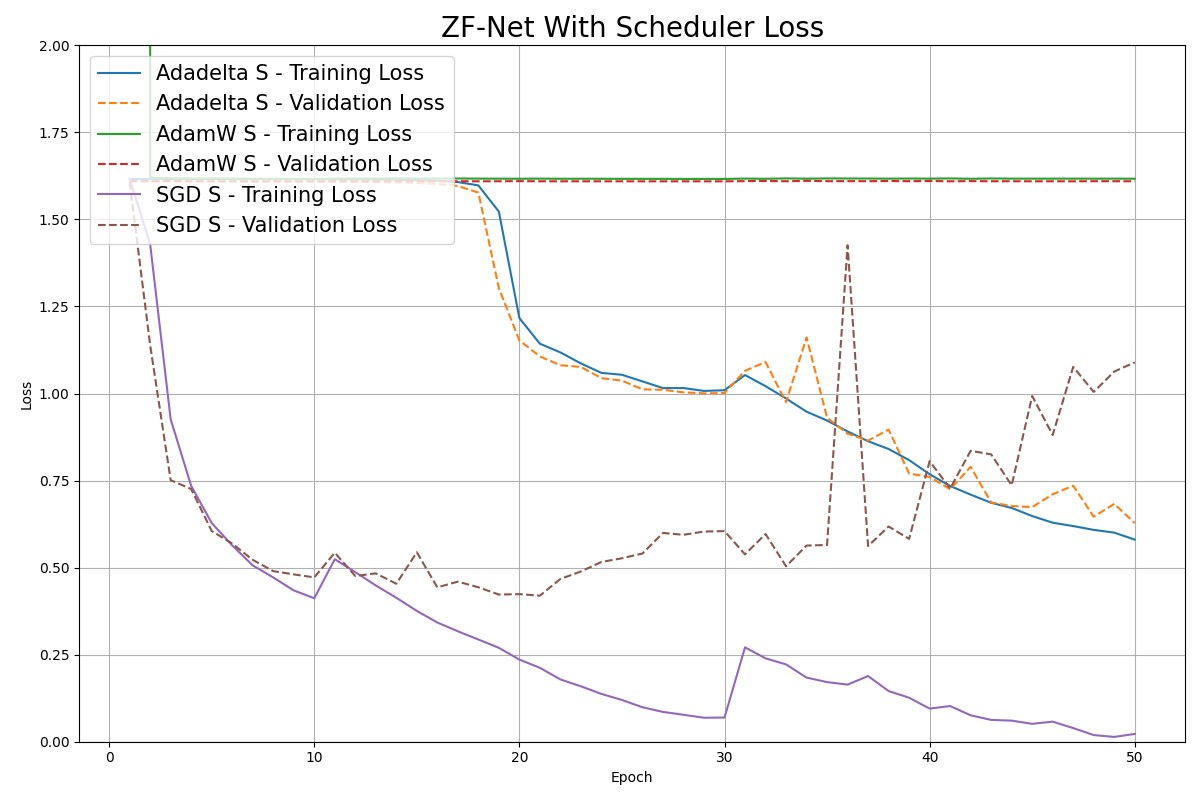 ZF-Net With Scheduler Loss
2.00
1.75
1.50
1.25
1.00
0.75
0.50
0.25
0.00
Loss
Adadelta S - Training Loss
Adadelta S - Validation Loss
AdamW S - Training Loss
AdamW S - Validation Loss
SGD S - Training Loss
SGD S - Validation Loss
0 10 20 30 40 50
Epoch